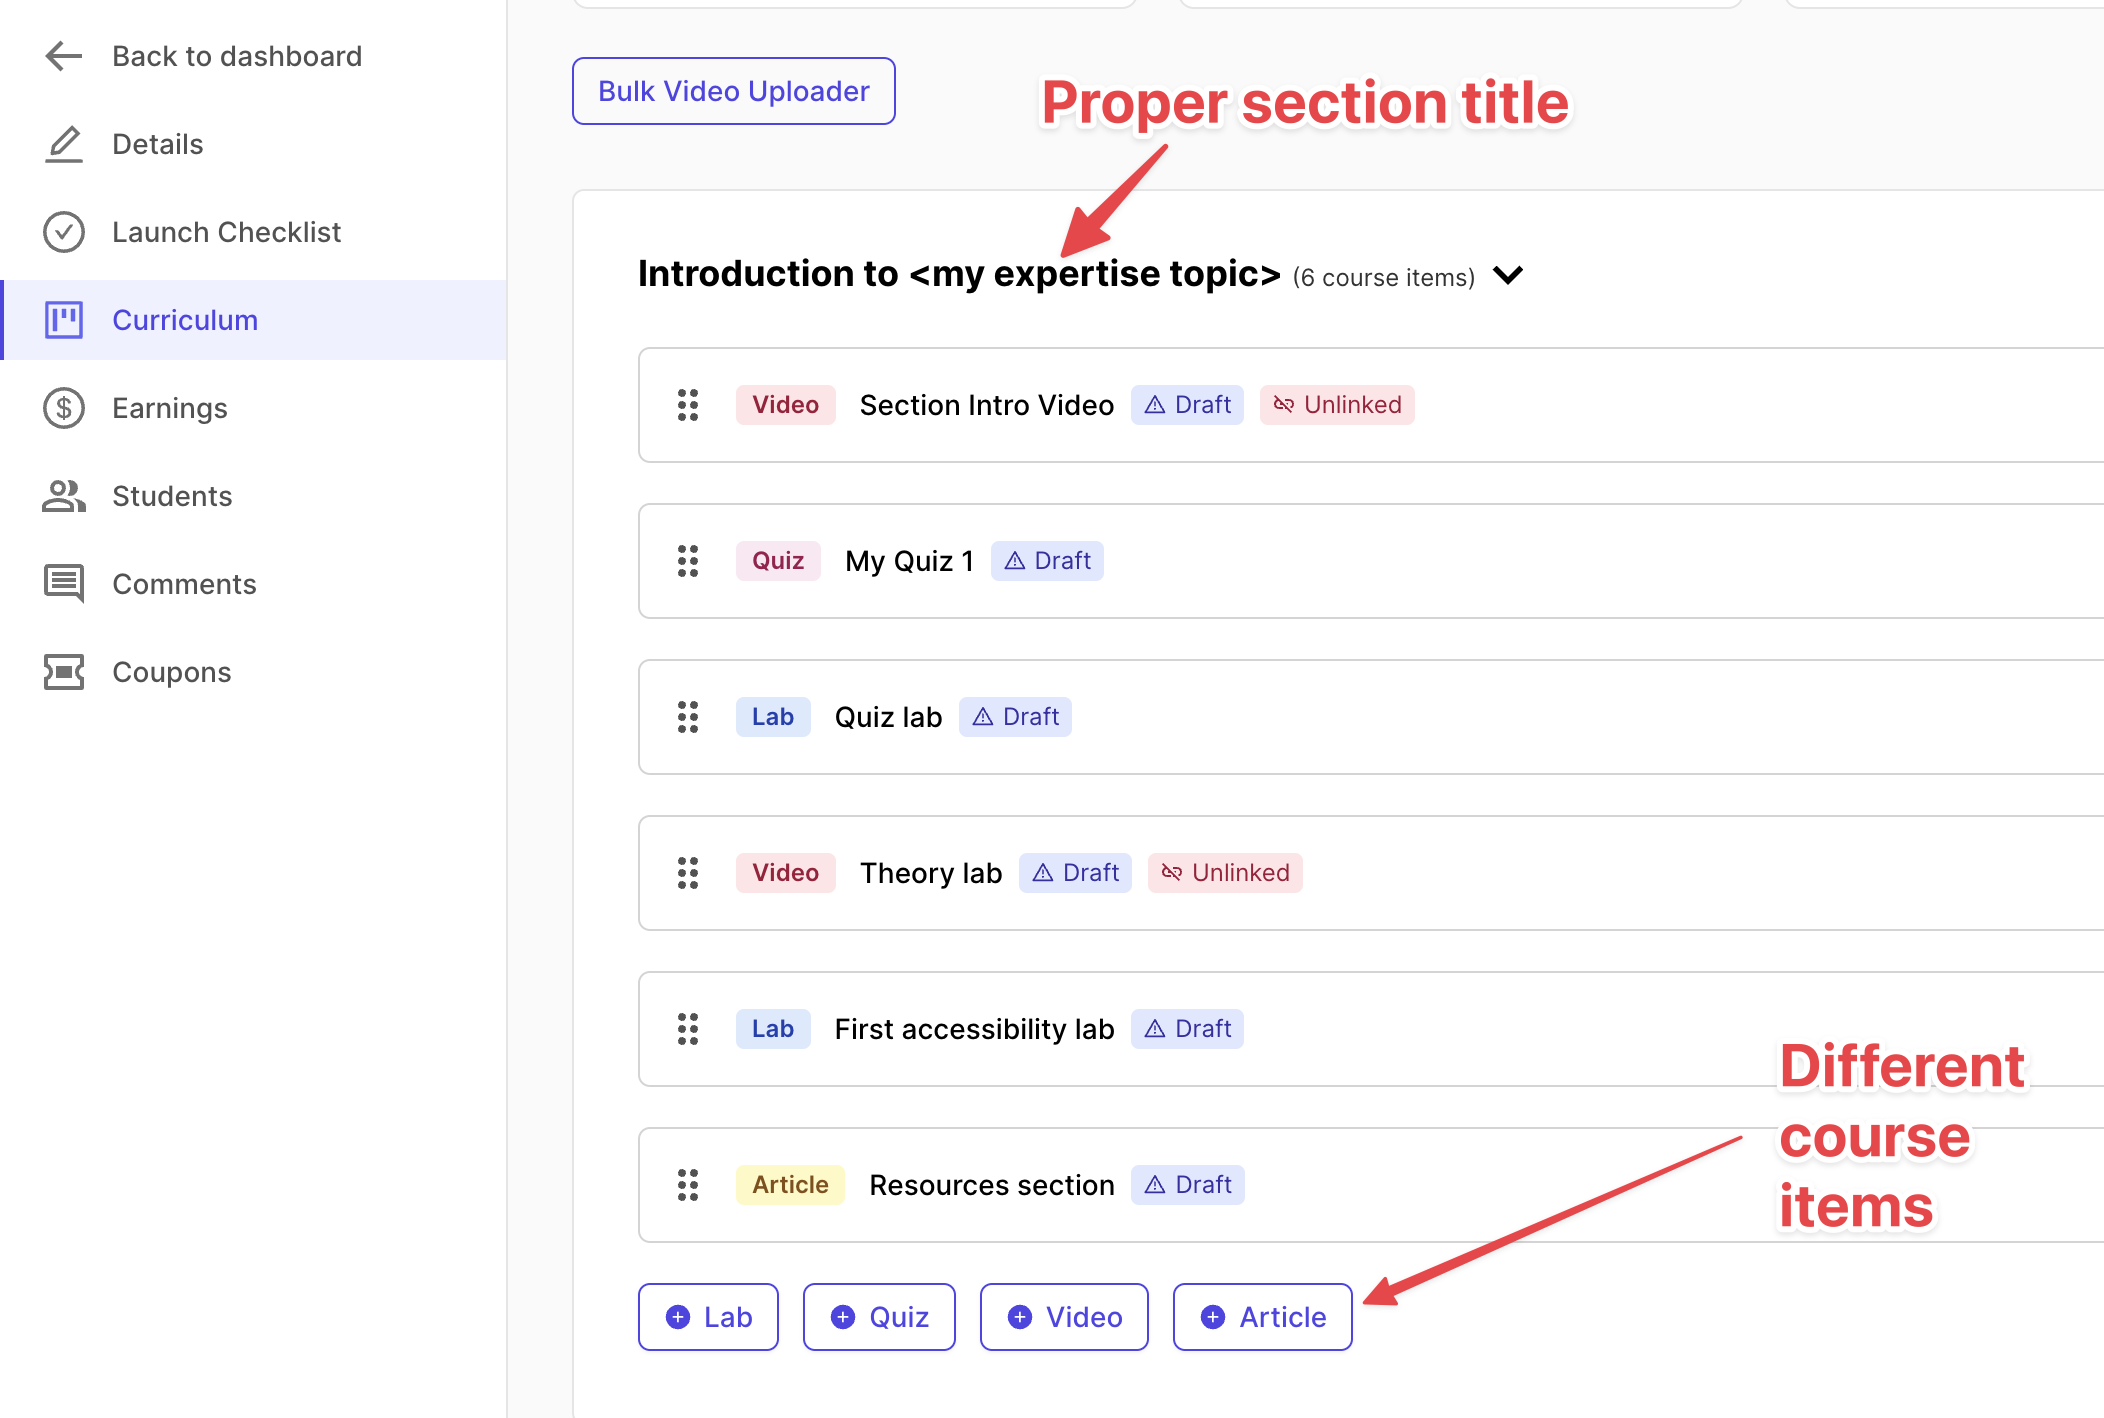 Back to dashboard
Details
Launch Checklist
Curriculum
Earnings
Students
Comments
Coupons
Bulk Video Uploader
Proper section title
Introduction to <my expertise topic> (6 course items)
Video Section Intro Video Draft Unlinked
Quiz My Quiz 1 Draft
Lab Quiz lab Draft
Video Theory lab Draft Unlinked
Lab First accessibility lab Draft
Article Resources section Draft
Different
course
items
Lab Quiz Video Article